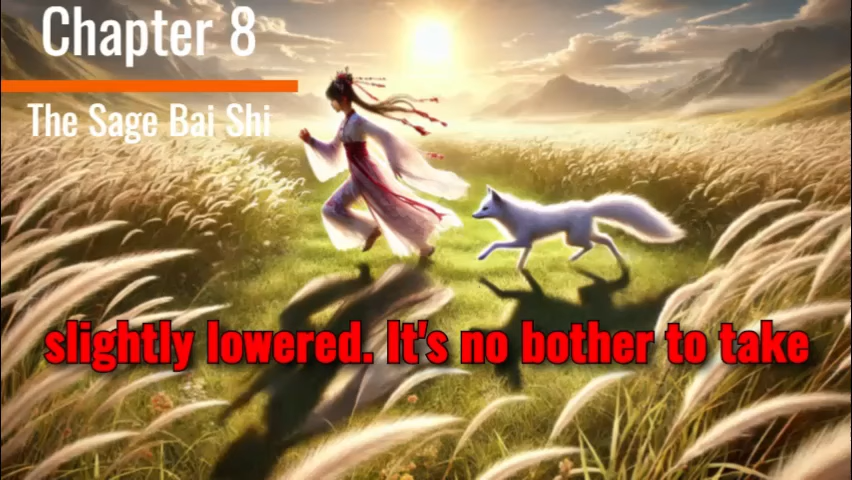 Chapter 8
The Sage Bai Shi
slightly lowered. It's no bother to take